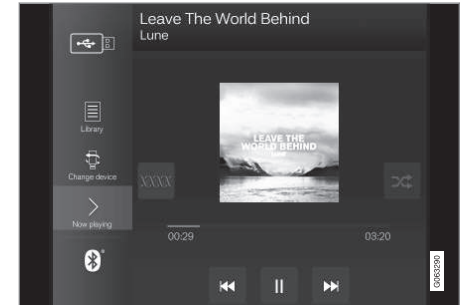 Leave The World Behind
Lune
Library
Change device
Now playing
LEAVE THE
WORLD BEHIND
XXXX
00:29
03:20
G063290